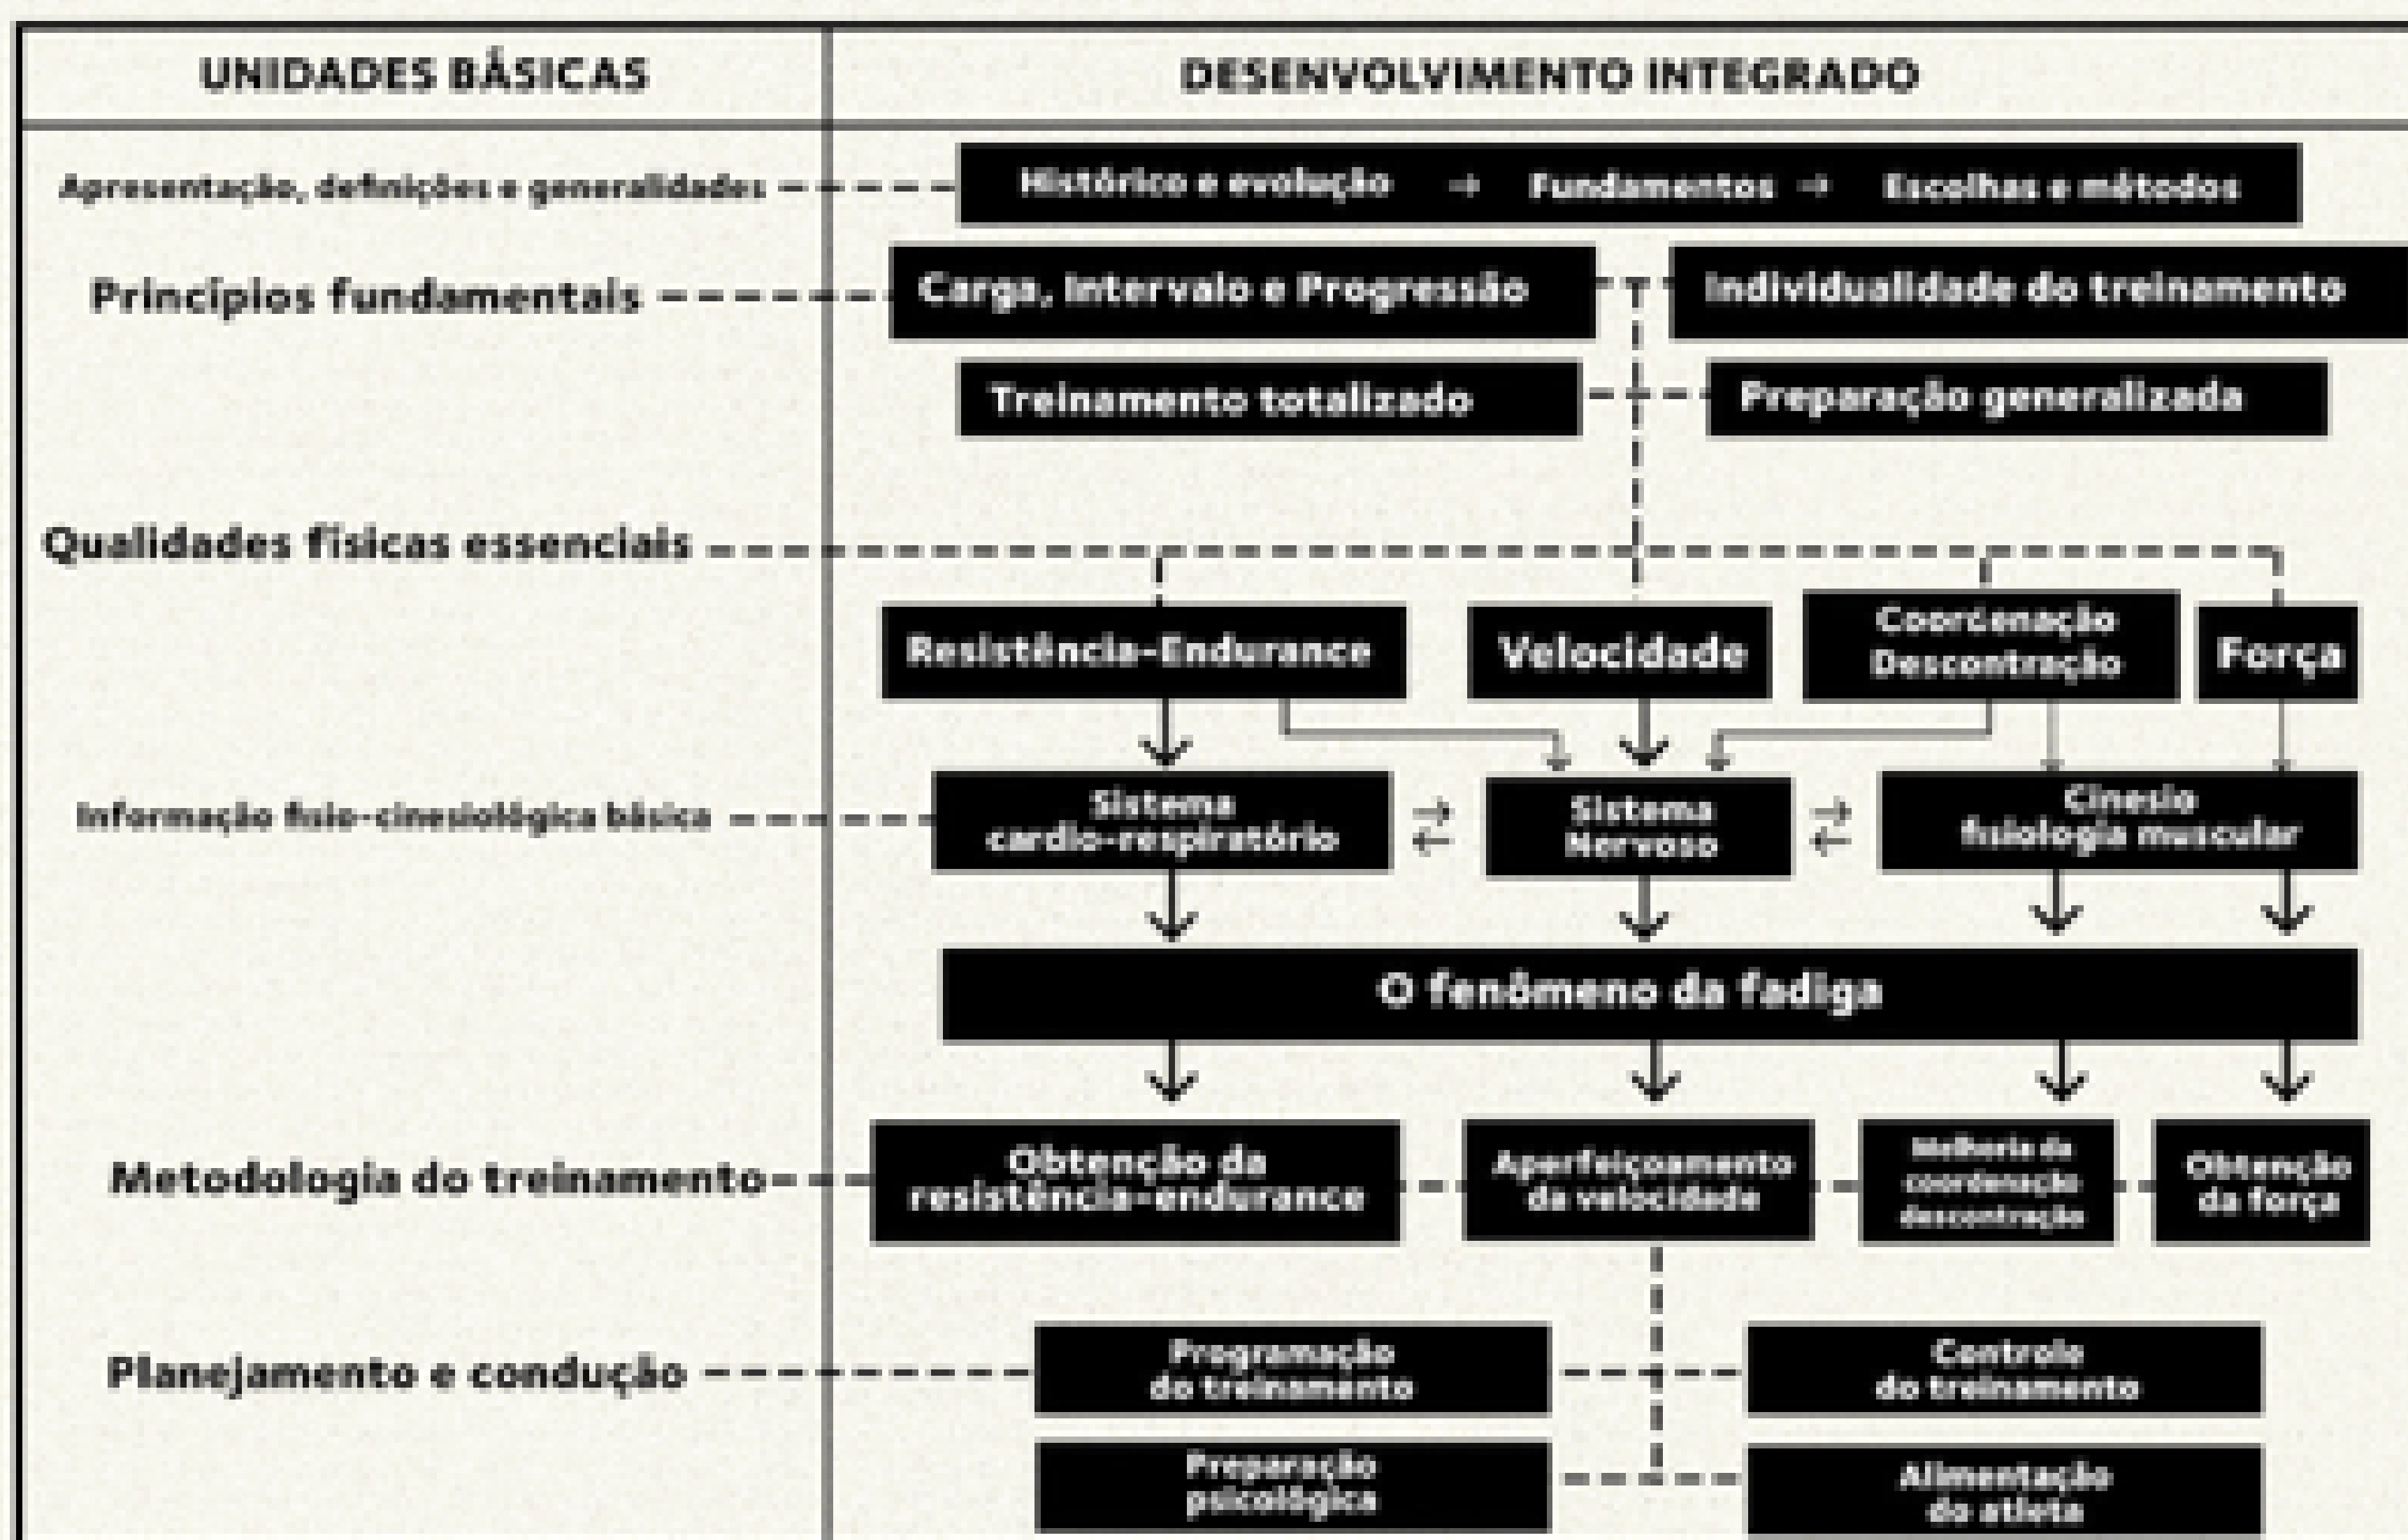 UNIDADES BÁSICAS
DESENVOLVIMENTO INTEGRADO
Apresentação, definições e generalidades
Histórico e evolução → Fundamentos → Escolhas e métodos
Princípios fundamentais
Carga, Intervalo e Progressão
Individualidade do treinamento
Treinamento totalizado
Preparação generalizada
Qualidades físicas essenciais
Resistência-Endurance
Velocidade
Coordenação
Descontração
Força
Informação fisio-cinesiológica básica
Sistema
cardio-respiratório
Sistema
Nervoso
Cinesio
fisiologia muscular
O fenômeno da fadiga
Metodologia do treinamento
Obtenção da
resistência-endurance
Aperfeiçoamento
da velocidade
Melhoria da
coordenação
descontração
Obtenção
da força
Planejamento e condução
Programação
do treinamento
Controle
do treinamento
Preparação
psicológica
Alimentação
do atleta